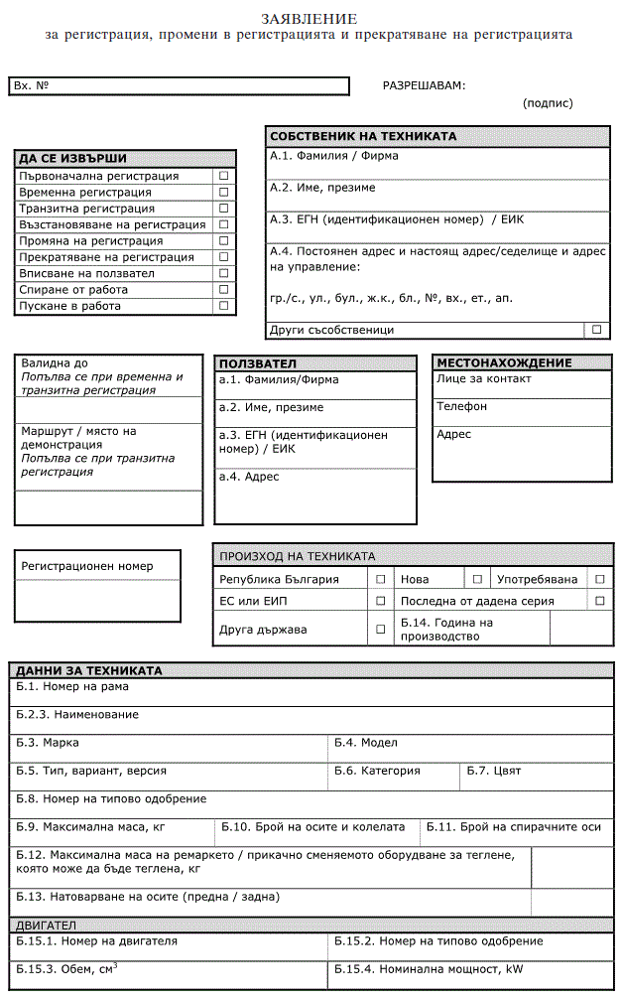 ЗАЯВЛЕНИЕ
за регистрация, промени в регистрацията и прекратяване на регистрацията
Вх. №
РАЗРЕШАВАМ:
(подпис)
ДА СЕ ИЗВЪРШИ
Първоначална регистрация
Временна регистрация
Транзитна регистрация
Възстановяване на регистрация
Промяна на регистрация
Прекратяване на регистрация
Вписване на ползвател
Спиране от работа
Пускане в работа
СОБСТВЕНИК НА ТЕХНИКАТА
А.1. Фамилия / Фирма
А.2. Име, презиме
А.3. ЕГН (идентификационен номер) / ЕИК
А.4. Постоянен адрес и настоящ адрес/седелище и адрес
на управление:
гр./с., ул., бул., ж.к., бл., №, вх., ет., ап.
Други съсобственици
Валидна до
Попълва се при временна и
транзитна регистрация
Маршрут / място на
демонстрация
Попълва се при транзитна
регистрация
ПОЛЗВАТЕЛ
а.1. Фамилия/Фирма
а.2. Име, презиме
а.3. ЕГН (идентификационен
номер) / ЕИК
а.4. Адрес
МЕСТОНАХОЖДЕНИЕ
Лице за контакт
Телефон
Адрес
Регистрационен номер
ПРОИЗХОД НА ТЕХНИКАТА
Република България
Нова
Употребявана
ЕС или ЕИП
Последна от дадена серия
Друга държава
Б.14. Година на
производство
ДАННИ ЗА ТЕХНИКАТА
Б.1. Номер на рама
Б.2.3. Наименование
Б.3. Марка
Б.4. Модел
Б.5. Тип, вариант, версия
Б.6. Категория
Б.7. Цвят
Б.8. Номер на типово одобрение
Б.9. Максимална маса, кг
Б.10. Брой на осите и колелата
Б.11. Брой на спирачните оси
Б.12. Максимална маса на ремаркето / прикачно сменяемото оборудване за теглене,
която може да бъде теглена, кг
Б.13. Натоварване на осите (предна / задна)
ДВИГАТЕЛ
Б.15.1. Номер на двигателя
Б.15.2. Номер на типово одобрение
Б.15.3. Обем, см³
Б.15.4. Номинална мощност, kW